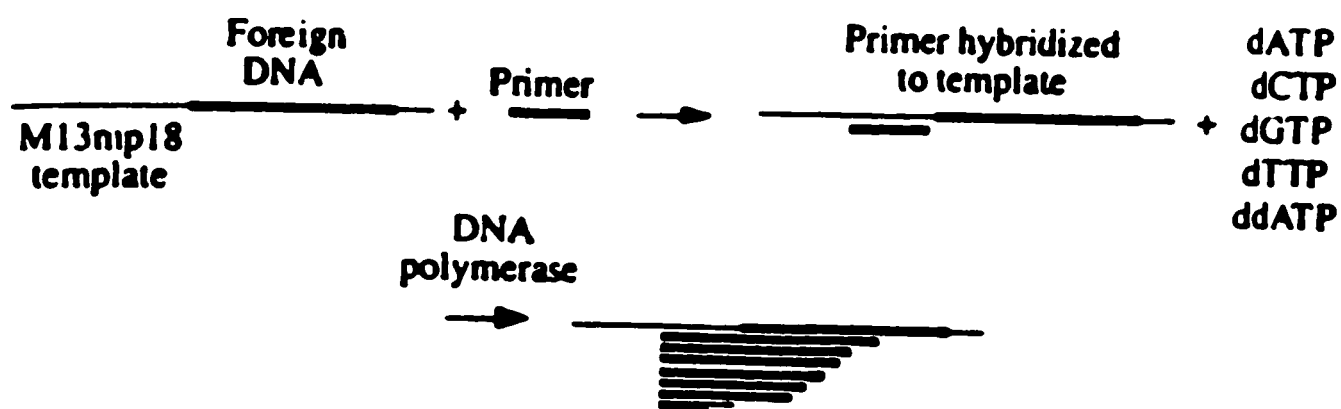 Foreign
DNA
M13mp18
template
+
Primer
Primer hybridized
to template
+
dATP
dCTP
dGTP
dTTP
ddATP
DNA
polymerase